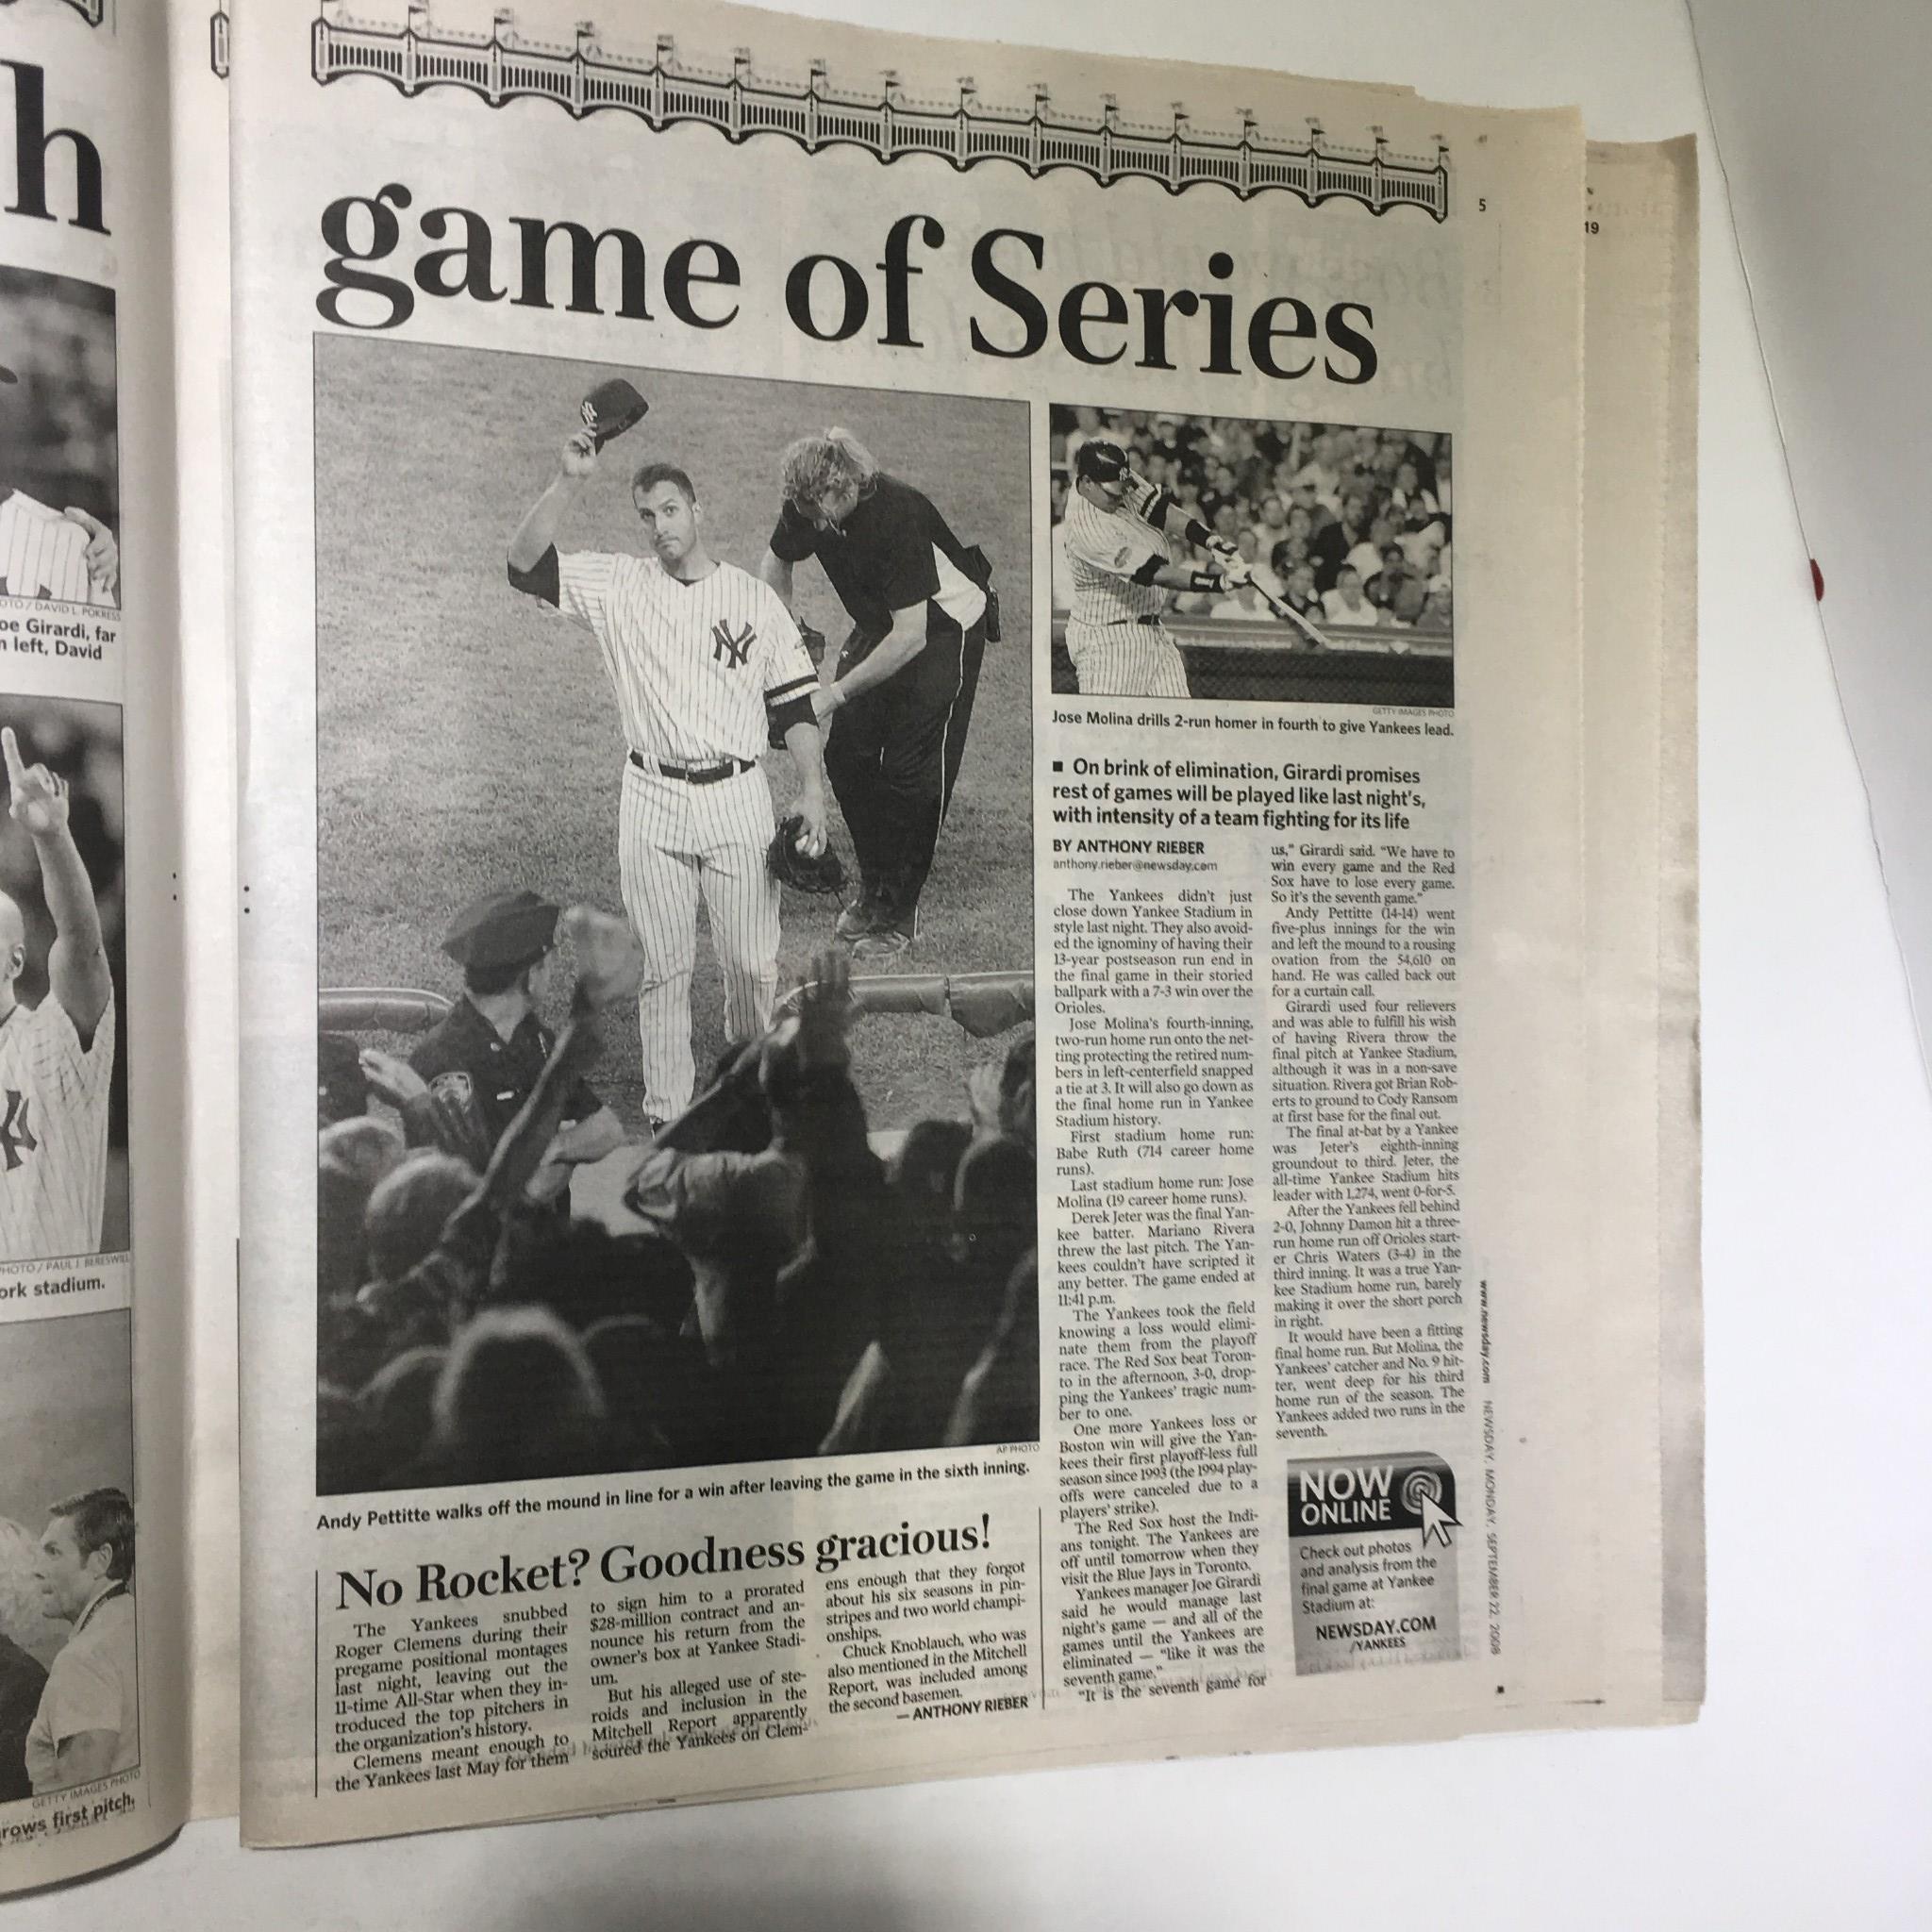 h
OTO / DAVID L. POKRESS
oe Girardi, far
n left, David
HOTO / PAUL J. BERESWILL
ork stadium.
GETTY IMAGES PHOTO
rows first pitch.
5
19
game of Series
AP PHOTO
Andy Pettitte walks off the mound in line for a win after leaving the game in the sixth inning.
GETTY IMAGES PHOTO
Jose Molina drills 2-run homer in fourth to give Yankees lead.
■ On brink of elimination, Girardi promises
rest of games will be played like last night's,
with intensity of a team fighting for its life
BY ANTHONY RIEBER
anthony.rieber@newsday.com
The Yankees didn't just
close down Yankee Stadium in
style last night. They also avoid-
ed the ignominy of having their
13-year postseason run end in
the final game in their storied
ballpark with a 7-3 win over the
Orioles.
Jose Molina's fourth-inning,
two-run home run onto the net-
ting protecting the retired num-
bers in left-centerfield snapped
a tie at 3. It will also go down as
the final home run in Yankee
Stadium history.
First stadium home run:
Babe Ruth (714 career home
runs).
Last stadium home run: Jose
Molina (19 career home runs).
Derek Jeter was the final Yan-
kee batter. Mariano Rivera
threw the last pitch. The Yan-
kees couldn't have scripted it
any better. The game ended at
11:41 p.m.
The Yankees took the field
knowing a loss would elimi-
nate them from the playoff
race. The Red Sox beat Toron-
to in the afternoon, 3-0, drop-
ping the Yankees' tragic num-
ber to one.
One more Yankees loss or
Boston win will give the Yan-
kees their first playoff-less full
season since 1993 (the 1994 play-
offs were canceled due to a
players' strike).
The Red Sox host the Indi-
ans tonight. The Yankees are
off until tomorrow when they
visit the Blue Jays in Toronto.
Yankees manager Joe Girardi
said he would manage last
night's game — and all of the
games until the Yankees are
eliminated — "like it was the
seventh game."
"It is the seventh game for
us," Girardi said. "We have to
win every game and the Red
Sox have to lose every game.
So it's the seventh game."
Andy Pettitte (14-14) went
five-plus innings for the win
and left the mound to a rousing
ovation from the 54,610 on
hand. He was called back out
for a curtain call.
Girardi used four relievers
and was able to fulfill his wish
of having Rivera throw the
final pitch at Yankee Stadium,
although it was in a non-save
situation. Rivera got Brian Rob-
erts to ground to Cody Ransom
at first base for the final out.
The final at-bat by a Yankee
was Jeter's eighth-inning
groundout to third. Jeter, the
all-time Yankee Stadium hits
leader with 1,274, went 0-for-5.
After the Yankees fell behind
2-0, Johnny Damon hit a three-
run home run off Orioles start-
er Chris Waters (3-4) in the
third inning. It was a true Yan-
kee Stadium home run, barely
making it over the short porch
in right.
It would have been a fitting
final home run. But Molina, the
Yankees' catcher and No. 9 hit-
ter, went deep for his third
home run of the season. The
Yankees added two runs in the
seventh.
NOW
ONLINE
Check out photos
and analysis from the
final game at Yankee
Stadium at:
NEWSDAY.COM
/YANKEES
www.newsday.com NEWSDAY, MONDAY, SEPTEMBER 22, 2008
No Rocket? Goodness gracious!
The Yankees snubbed
Roger Clemens during their
pregame positional montages
last night, leaving out the
11-time All-Star when they in-
troduced the top pitchers in
the organization's history.
Clemens meant enough to
the Yankees last May for them
to sign him to a prorated
$28-million contract and an-
nounce his return from the
owner's box at Yankee Stadi-
um.
But his alleged use of ste-
roids and inclusion in the
Mitchell Report apparently
soured the Yankees on Clem-
ens enough that they forgot
about his six seasons in pin-
stripes and two world champi-
onships.
Chuck Knoblauch, who was
also mentioned in the Mitchell
Report, was included among
the second basemen.
— ANTHONY RIEBER